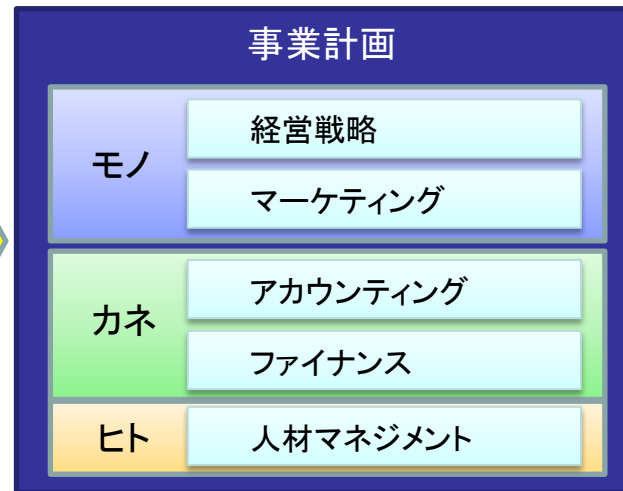 事業計画
モノ
経営戦略
マーケティング
カネ
アカウンティング
ファイナンス
ヒト
人材マネジメント